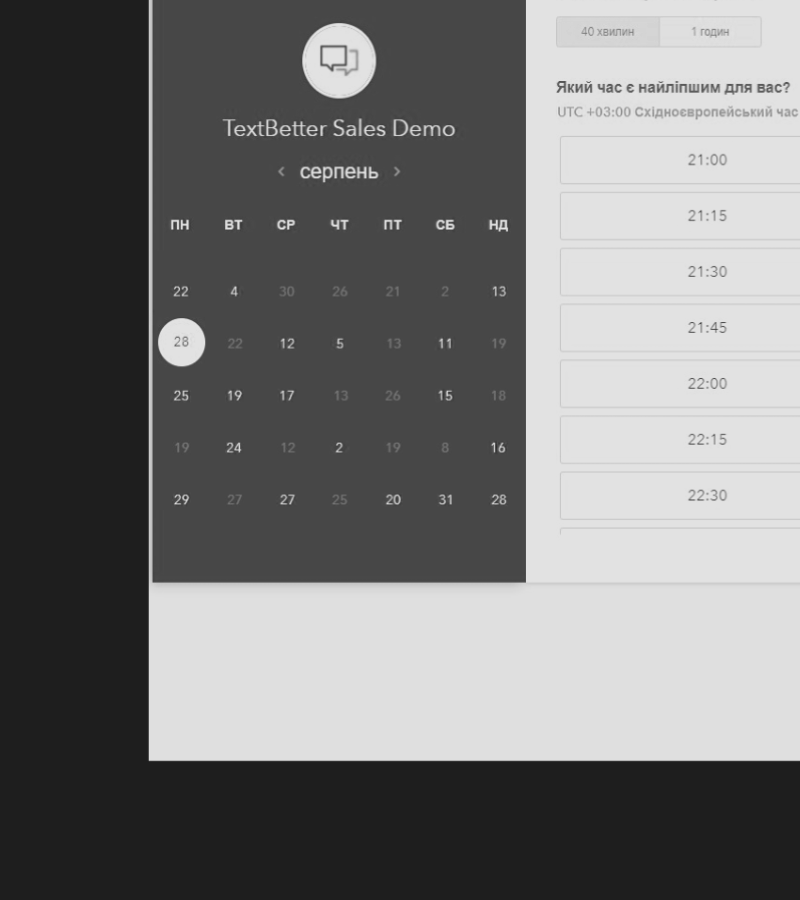 TextBetter Sales Demo
серпень
ПН ВТ СР ЧТ ПТ СБ НД
22 4 30 26 21 2 13
28 22 12 5 13 11 19
25 19 17 13 26 15 18
19 24 12 2 19 8 16
29 27 27 25 20 31 28
40 хвилин 1 годин
Який час є найліпшим для вас?
UTC +03:00 Східноєвропейський час
21:00
21:15
21:30
21:45
22:00
22:15
22:30